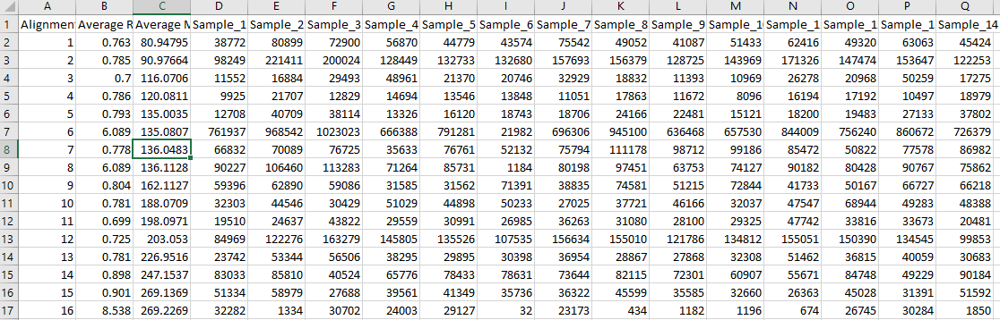 A B C D E F G H I J K L M N O P Q
1 Alignment Average R Average M Sample_1 Sample_2 Sample_3 Sample_4 Sample_5 Sample_6 Sample_7 Sample_8 Sample_9 Sample_1 Sample_1 Sample_1 Sample_1 Sample_14
2 1 0.763 80.94795 38772 80899 72900 56870 44779 43574 75542 49052 41087 51433 62416 49320 63063 45424
3 2 0.785 90.97664 98249 221411 200024 128449 132733 132680 157693 156379 128725 143969 171326 147474 153647 122253
4 3 0.7 116.0706 11552 16884 29493 48961 21370 20746 32929 18832 11393 10969 26278 20968 50259 17275
5 4 0.786 120.0811 9925 21707 12829 14694 13546 13848 11051 17863 11672 8096 16194 17192 10497 18979
6 5 0.793 135.0035 12708 40709 38114 13326 16120 18743 18706 24166 22481 15121 18200 19483 27133 37802
7 6 6.089 135.0807 761937 968542 1023023 666388 791281 21982 696306 945100 636468 657530 844009 756240 860672 726379
8 7 0.778 136.0483 66832 70089 76725 35633 76761 52132 75794 111178 98712 99186 85472 50822 77578 86982
9 8 6.089 136.1128 90227 106460 113283 71264 85731 1184 80198 97451 63753 74127 90182 80428 90767 75862
10 9 0.804 162.1127 59396 62890 59086 31585 31562 71391 38835 74581 51215 72844 41733 50167 66727 66218
11 10 0.781 188.0709 32303 44546 30429 51029 44898 50233 27025 37721 46166 32037 47547 68944 49283 48388
12 11 0.699 198.0971 19510 24637 43822 29559 30991 26985 36263 31080 28100 29325 47742 33816 33673 20481
13 12 0.725 203.053 84969 122276 163279 145805 135526 107535 156634 155010 121786 134812 155051 150390 134545 99853
14 13 0.781 226.9516 23742 53344 56506 38295 29895 30398 36954 28867 27868 32308 51462 36815 40059 30683
15 14 0.898 247.1537 83033 85810 40524 65776 78433 78631 73644 82115 72301 60907 55671 84748 49229 90184
16 15 0.901 269.1369 51334 58979 27688 39561 41349 35736 36322 45599 35585 32660 26363 45028 31391 51592
17 16 8.538 269.2269 32282 1334 30702 24003 29127 32 23173 434 1182 1196 674 26745 30284 1850